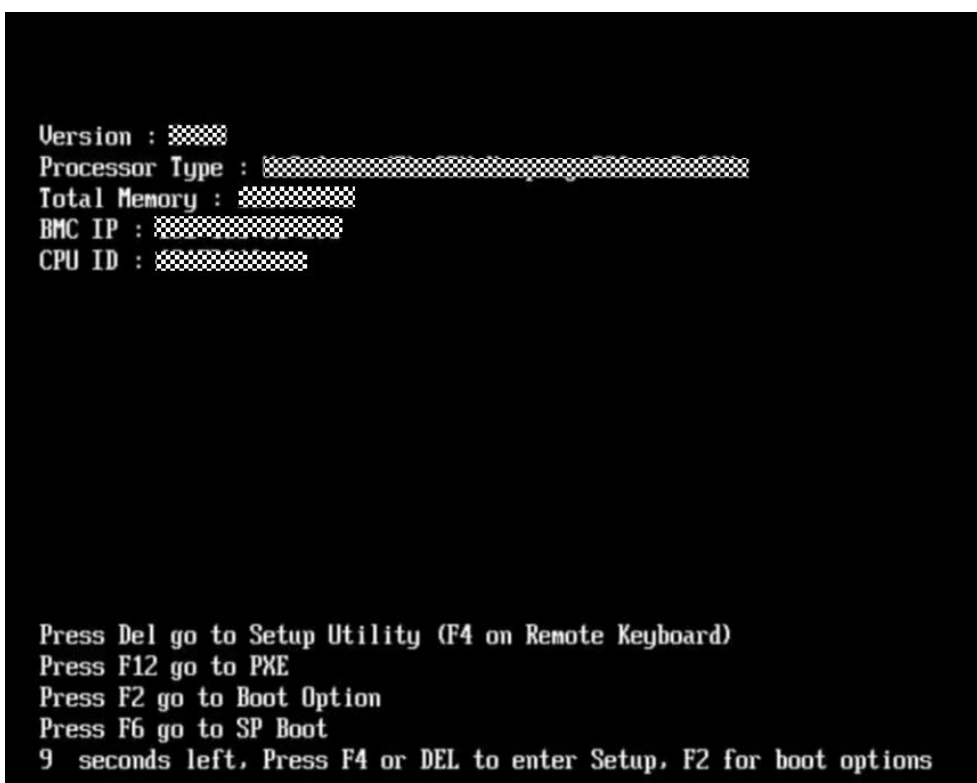 Version :
Processor Type :
Total Memory :
BMC IP :
CPU ID :
Press Del go to Setup Utility (F4 on Remote Keyboard)
Press F12 go to PXE
Press F2 go to Boot Option
Press F6 go to SP Boot
9 seconds left, Press F4 or DEL to enter Setup, F2 for boot options